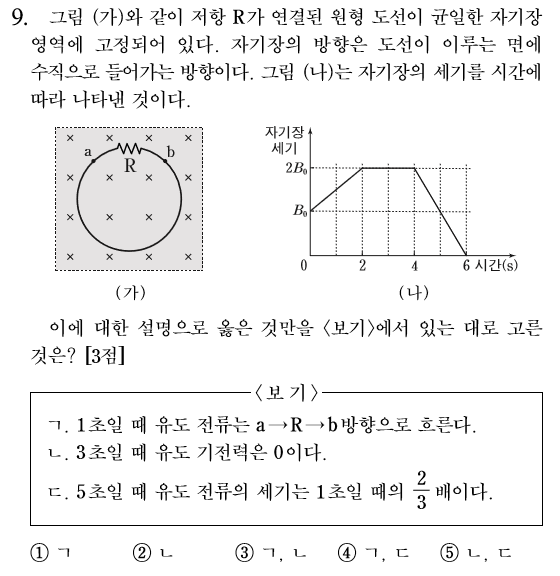 9. 그림 (가)와 같이 저항 R가 연결된 원형 도선이 균일한 자기장
영역에 고정되어 있다. 자기장의 방향은 도선이 이루는 면에
수직으로 들어가는 방향이다. 그림 (나)는 자기장의 세기를 시간에
따라 나타낸 것이다.
a
R
b
(가)
자기장
세기
2B₀
B₀
0 2 4 6 시간(s)
(나)
이에 대한 설명으로 옳은 것만을 <보기>에서 있는 대로 고른
것은? [3점]
<보 기>
ㄱ. 1초일 때 유도 전류는 a→R→b방향으로 흐른다.
ㄴ. 3초일 때 유도 기전력은 0이다.
ㄷ. 5초일 때 유도 전류의 세기는 1초일 때의 2/3 배이다.
① ㄱ ② ㄴ ③ ㄱ, ㄴ ④ ㄱ, ㄷ ⑤ ㄴ, ㄷ